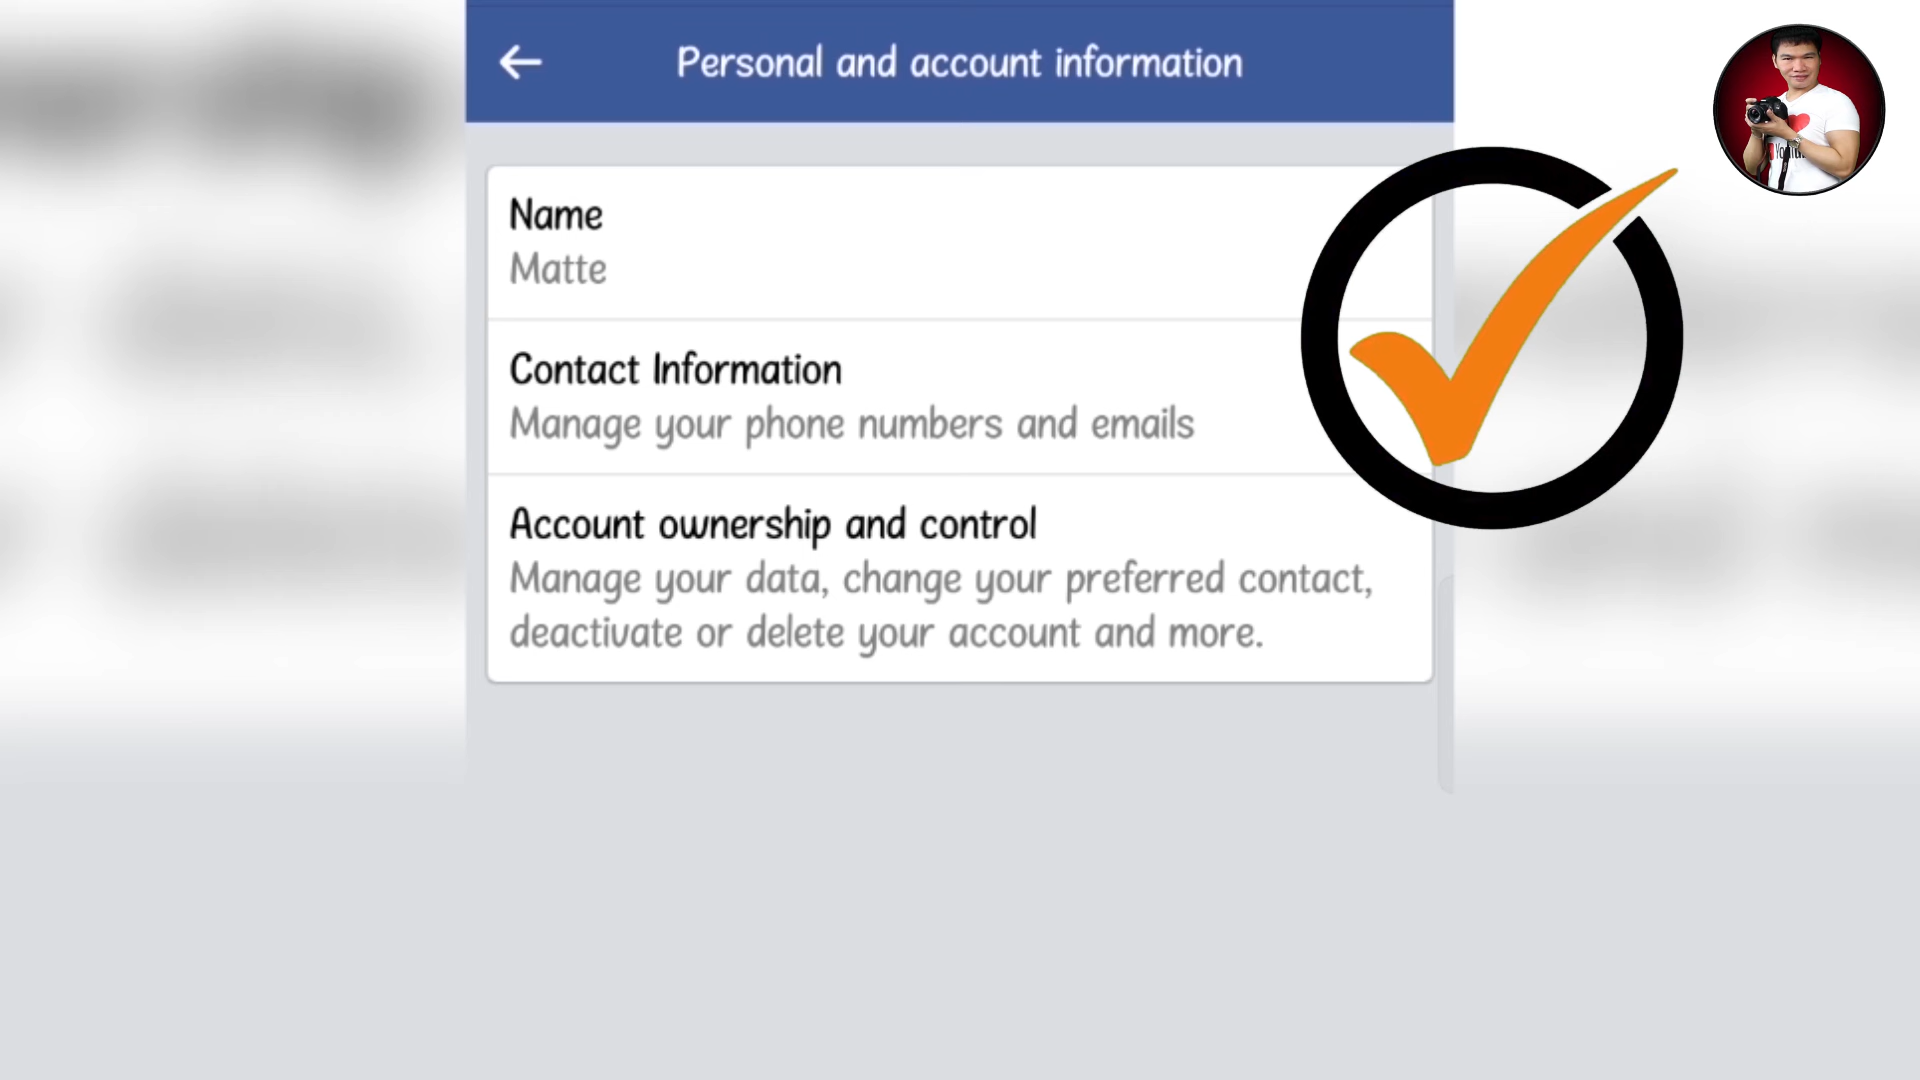 Personal and account information
Name
Matte
Contact Information
Manage your phone numbers and emails
Account ownership and control
Manage your data, change your preferred contact,
deactivate or delete your account and more.